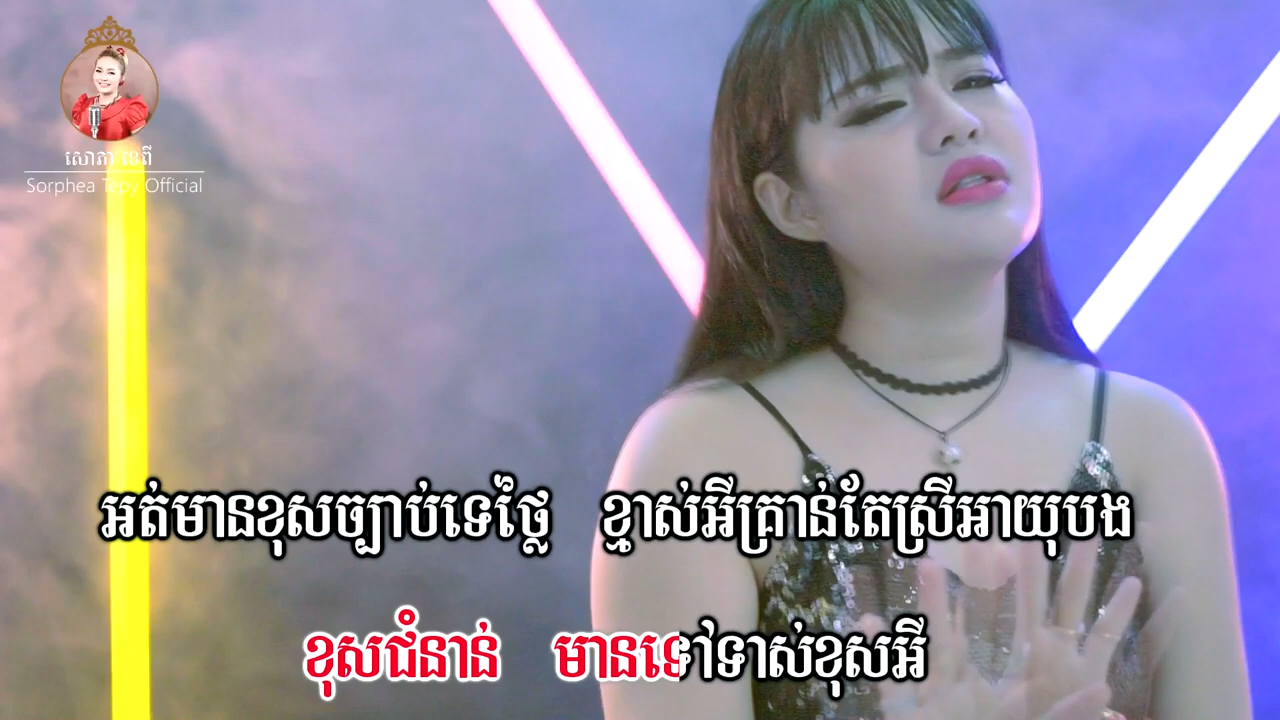 សោភា ទេពី
Sorphea Tepy Official
អត់មានខុសច្បាប់ទេថ្លៃ ខ្មាស់អីគ្រាន់តែស្រីអាយុបង
ខុសជំនាន់ មានទៅទាស់ខុសអី